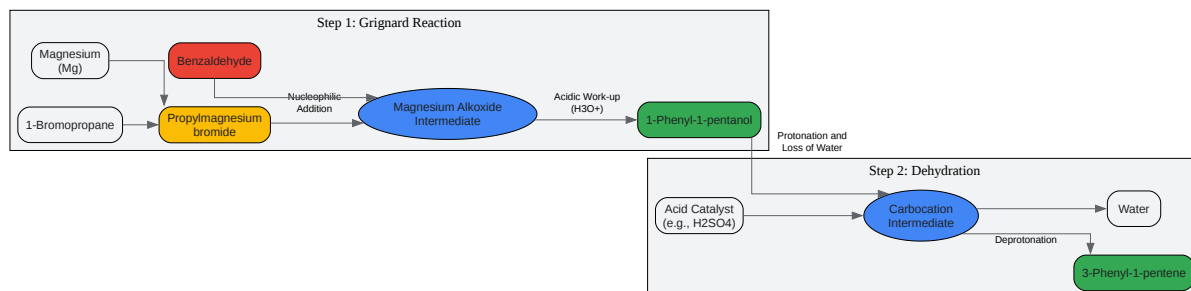 Step 1: Grignard Reaction
Magnesium
(Mg)
Benzaldehyde
1-Bromopropane
Propylmagnesium
bromide
Nucleophilic
Addition
Magnesium Alkoxide
Intermediate
Acidic Work-up
(H3O+)
1-Phenyl-1-pentanol
Protonation and
Loss of Water
Step 2: Dehydration
Acid Catalyst
(e.g., H2SO4)
Carbocation
Intermediate
Water
Deprotonation
3-Phenyl-1-pentene